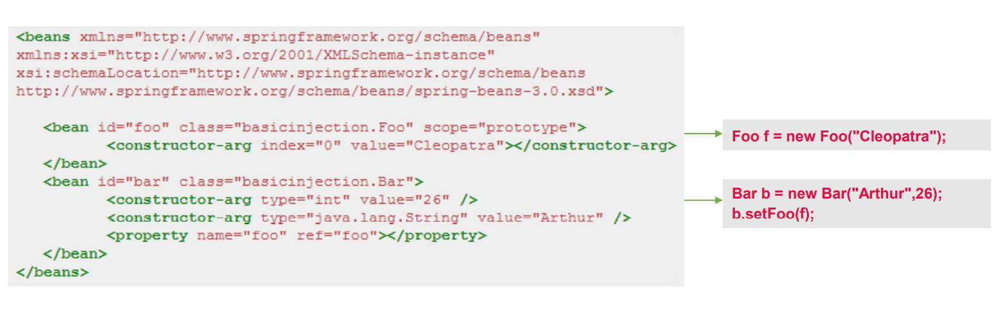 <beans xmlns="http://www.springframework.org/schema/beans"
xmlns:xsi="http://www.w3.org/2001/XMLSchema-instance"
xsi:schemaLocation="http://www.springframework.org/schema/beans
http://www.springframework.org/schema/beans/spring-beans-3.0.xsd">
<bean id="foo" class="basicinjection.Foo" scope="prototype">
<constructor-arg index="0" value="Cleopatra"></constructor-arg>
</bean>
<bean id="bar" class="basicinjection.Bar">
<constructor-arg type="int" value="26" />
<constructor-arg type="java.lang.String" value="Arthur" />
<property name="foo" ref="foo"></property>
</bean>
</beans>
Foo f = new Foo("Cleopatra");
Bar b = new Bar("Arthur",26);
b.setFoo(f);